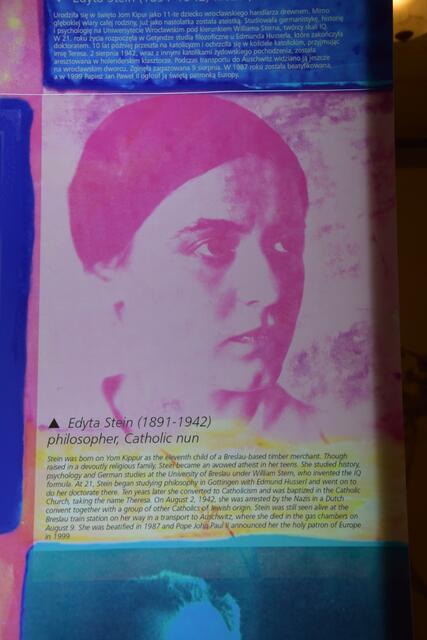 Urodziła się w święto Jom Kipur jako 11-te dziecko wrocławskiego handlarza drewnem. Mimo
głębokiej wiary całej rodziny, już jako nastolatka została ateistką. Studiowała germanistykę, historię
i psychologię na Uniwersytecie Wrocławskim pod kierunkiem Williama Sterna, twórcy skali IQ.
W 21. roku życia rozpoczęła w Getyndze studia filozoficzne u Edmunda Husserla, które zakończyła
doktoratem. 10 lat później przeszła na katolicyzm i ochrzciła się w kościele katolickim, przyjmując
imię Teresa. 2 sierpnia 1942, wraz z innymi katolikami żydowskiego pochodzenia, została
aresztowana w holenderskim klasztorze. Podczas transportu do Auschwitz widziano ją jeszcze
na wrocławskim dworcu. Zginęła zagazowana 9 sierpnia. W 1987 roku została beatyfikowana,
a w 1999 Papież Jan Paweł II ogłosił ją świętą patronką Europy.
▲ Edyta Stein (1891-1942)
philosopher, Catholic nun
Stein was born on Yom Kippur as the eleventh child of a Breslau-based timber merchant. Though
raised in a devoutly religious family, Stein became an avowed atheist in her teens. She studied history,
psychology and German studies at the University of Breslau under William Stern, who invented the IQ
formula. At 21, Stein began studying philosophy in Gottingen with Edmund Husserl and went on to
do her doctorate there. Ten years later she converted to Catholicism and was baptized in the Catholic
Church, taking the name Theresa. On August 2, 1942, she was arrested by the Nazis in a Dutch
convent together with a group of other Catholics of Jewish origin. Stein was still seen alive at the
Breslau train station on her way in a transport to Auschwitz, where she died in the gas chambers on
August 9. She was beatified in 1987 and Pope John Paul II announced her the holy patron of Europe
in 1999.